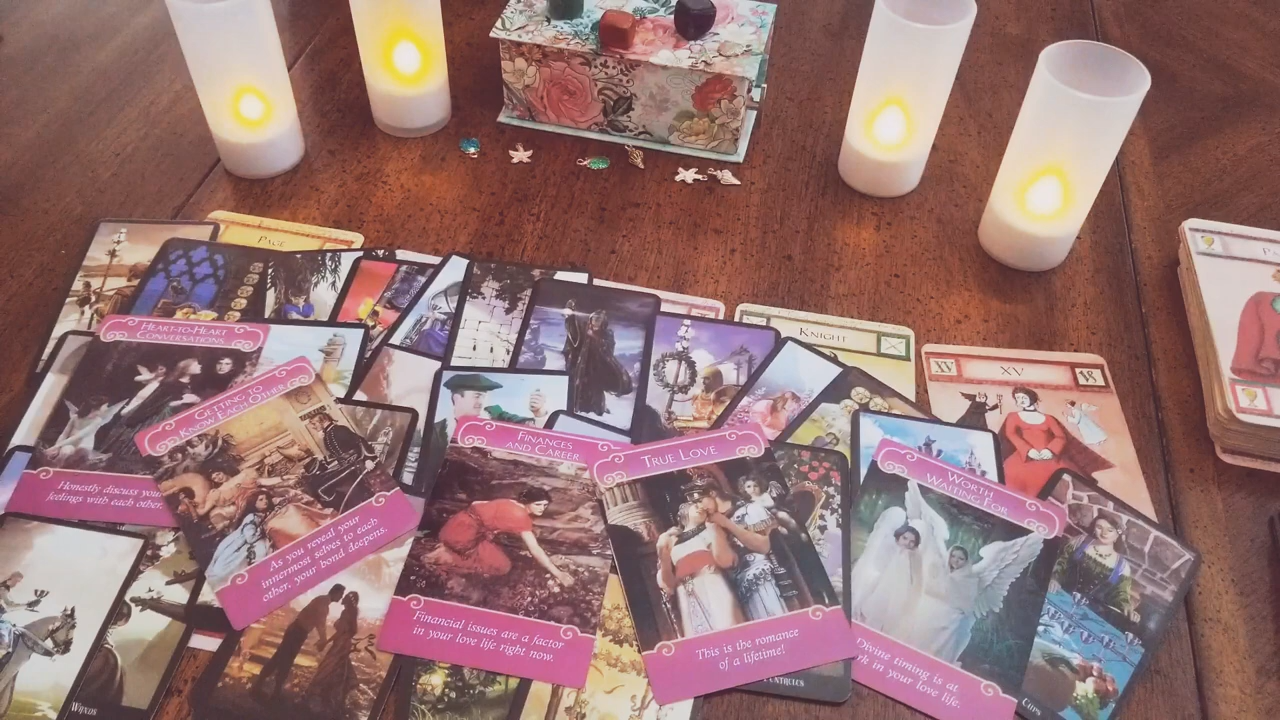 PAGE
KNIGHT
XV
XV
HEART-TO-HEART
CONVERSATIONS
Honestly discuss your
feelings with each other.
GETTING TO
KNOW EACH OTHER
As you reveal your
innermost selves to each
other, your bond deepens.
FINANCES
AND CAREER
Financial issues are a factor
in your love life right now.
TRUE LOVE
This is the romance
of a lifetime!
WORTH
WAITING FOR
Divine timing is at
in your love life.
WANDS
CUPS